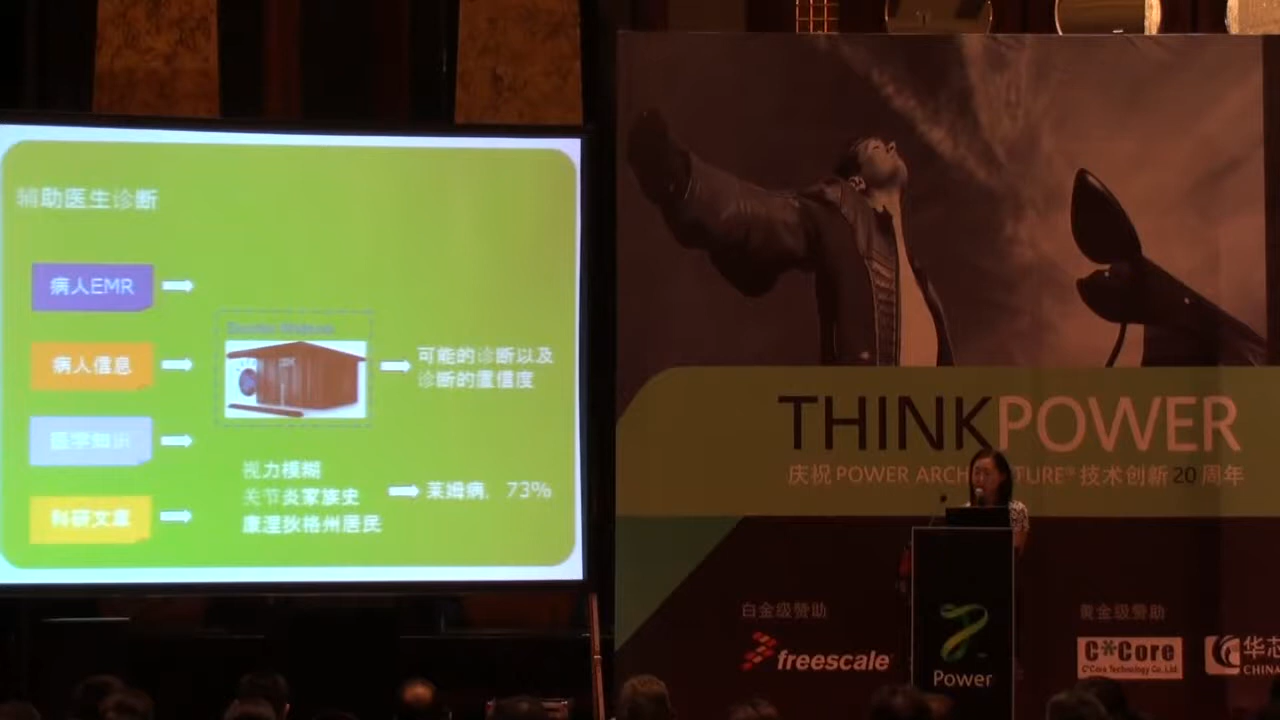 辅助医生诊断
病人EMR
病人信息
医学知识
科研文章
IBM
可能的诊断以及
诊断的置信度
视力模糊
关节炎家族史
康涅狄格州居民
莱姆病，73%
THINKPOWER
庆祝 POWER ARCH TURE® 技术创新 20 周年
白金级赞助
freescale
黄金级赞助
C*Core
C*Core Technology Co.,Ltd.
华芯
CHINA
Power